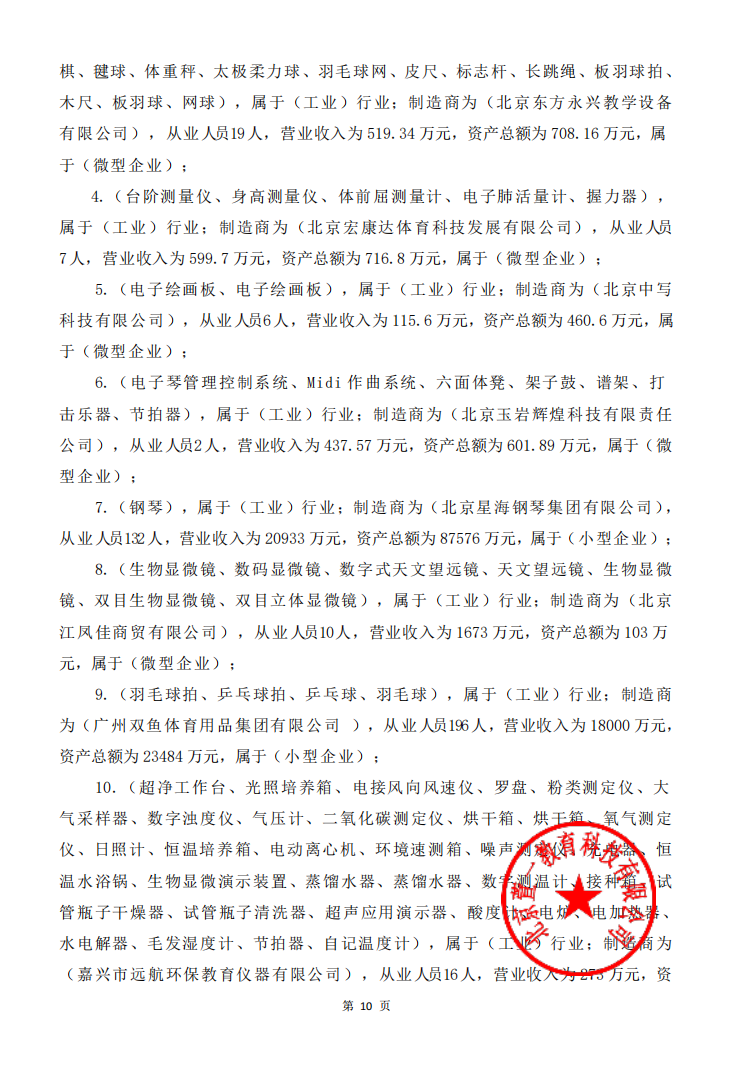 棋、毽球、体重秤、太极柔力球、羽毛球网、皮尺、标志杆、长跳绳、板羽球拍、
木尺、板羽球、网球），属于（工业）行业；制造商为（北京东方永兴教学设备
有限公司），从业人员19人，营业收入为519.34万元，资产总额为708.16万元，属
于（微型企业）；
4.（台阶测量仪、身高测量仪、体前屈测量计、电子肺活量计、握力器），
属于（工业）行业；制造商为（北京宏康达体育科技发展有限公司），从业人员
7人，营业收入为599.7万元，资产总额为716.8万元，属于（微型企业）；
5.（电子绘画板、电子绘画板），属于（工业）行业；制造商为（北京中写
科技有限公司），从业人员6人，营业收入为115.6万元，资产总额为460.6万元，属
于（微型企业）；
6.（电子琴管理控制系统、Midi作曲系统、六面体凳、架子鼓、谱架、打
击乐器、节拍器），属于（工业）行业；制造商为（北京玉岩辉煌科技有限责任
公司），从业人员2人，营业收入为437.57万元，资产总额为601.89万元，属于（微
型企业）；
7.（钢琴），属于（工业）行业；制造商为（北京星海钢琴集团有限公司），
从业人员132人，营业收入为20933万元，资产总额为87576万元，属于（小型企业）；
8.（生物显微镜、数码显微镜、数字式天文望远镜、天文望远镜、生物显微
镜、双目生物显微镜、双目立体显微镜），属于（工业）行业；制造商为（北京
江凤佳商贸有限公司），从业人员10人，营业收入为1673万元，资产总额为103万
元，属于（微型企业）；
9.（羽毛球拍、乒乓球拍、乒乓球、羽毛球），属于（工业）行业；制造商
为（广州双鱼体育用品集团有限公司 ），从业人员196人，营业收入为18000万元，
资产总额为23484万元，属于（小型企业）；
10.（超净工作台、光照培养箱、电接风向风速仪、罗盘、粉类测定仪、大
气采样器、数字浊度仪、气压计、二氧化碳测定仪、烘干箱、烘干箱、氧气测定
仪、日照计、恒温培养箱、电动离心机、环境速测箱、噪声测定仪、充电器、恒
温水浴锅、生物显微演示装置、蒸馏水器、蒸馏水器、数字测温计、接种箱、试
管瓶子干燥器、试管瓶子清洗器、超声应用演示器、酸度计、电炉、电加热器、
水电解器、毛发湿度计、节拍器、自记温度计），属于（工业）行业；制造商为
（嘉兴市远航环保教育仪器有限公司），从业人员16人，营业收入为273万元，资
北京 教育科技有限公司
第 10 页